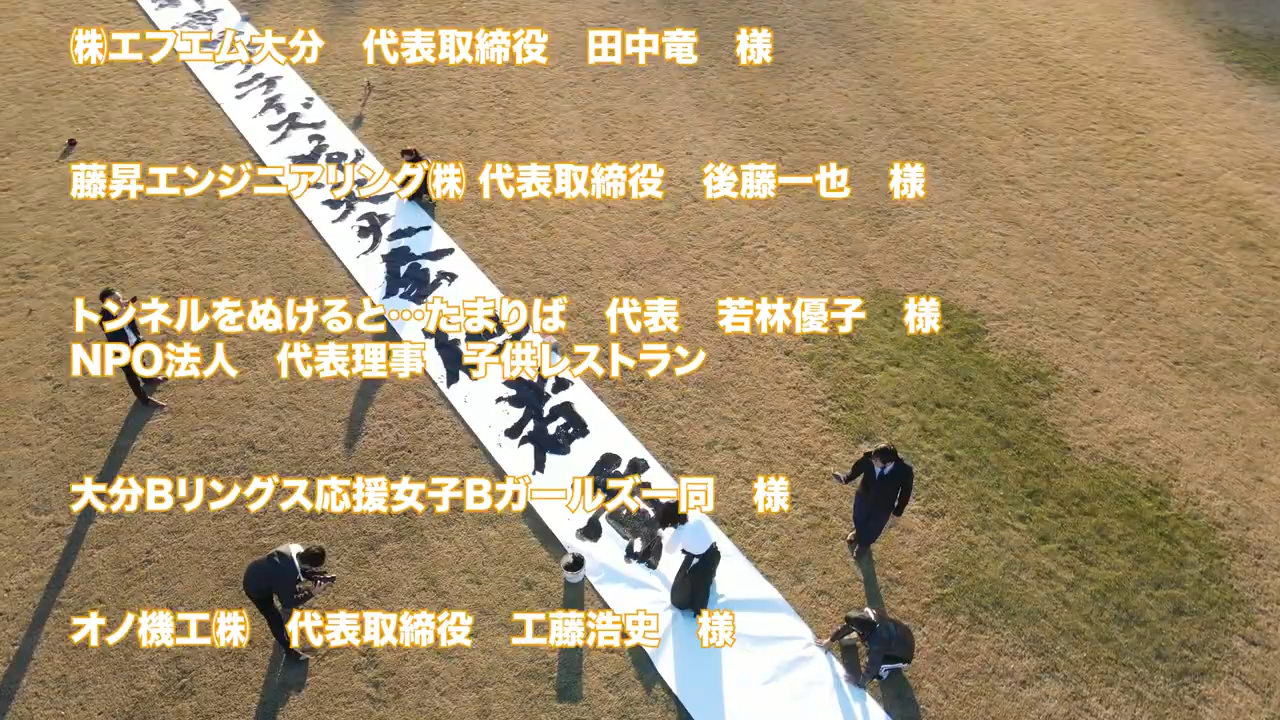 ㈱エフエム大分　代表取締役　田中竜　様
藤昇エンジニアリング㈱ 代表取締役　後藤一也　様
トンネルをぬけると…たまりば　代表　若林優子　様
NPO法人　代表理事　子供レストラン
大分Bリングス応援女子Bガールズ一同　様
オノ機工㈱　代表取締役　工藤浩史　様